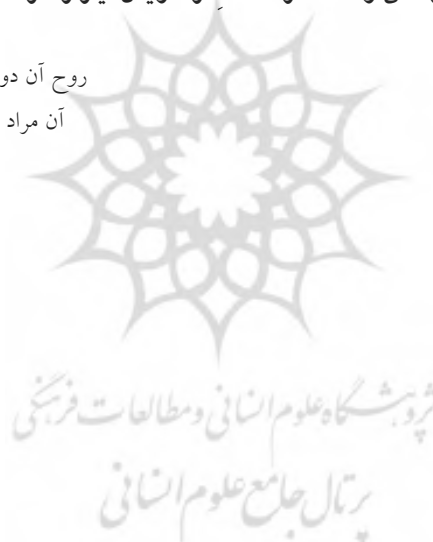 روح آن دو
آن مراد
پژوهشگاه علوم انسانی و مطالعات فرهنگی
پرتال جامع علوم انسانی